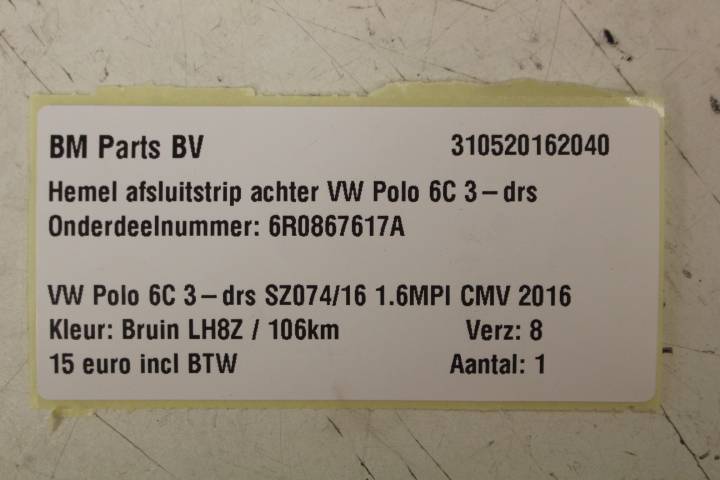 BM Parts BV 310520162040
Hemel afsluitstrip achter VW Polo 6C 3-drs
Onderdeelnummer: 6R0867617A
VW Polo 6C 3-drs SZ074/16 1.6MPI CMV 2016
Kleur: Bruin LH8Z / 106km Verz: 8
15 euro incl BTW Aantal: 1